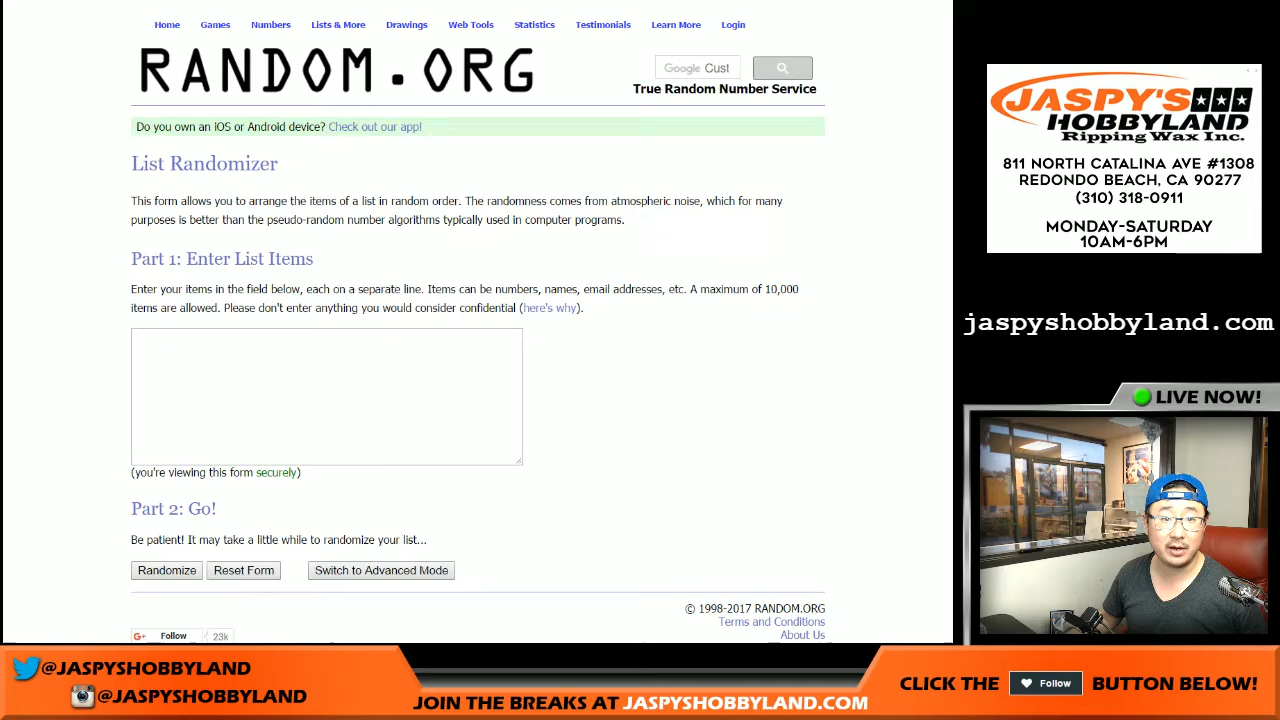 Home Games Numbers Lists & More Drawings Web Tools Statistics Testimonials Learn More Login
RANDOM.ORG
Google Cust
True Random Number Service
Do you own an iOS or Android device? Check out our app!
List Randomizer
This form allows you to arrange the items of a list in random order. The randomness comes from atmospheric noise, which for many
purposes is better than the pseudo-random number algorithms typically used in computer programs.
Part 1: Enter List Items
Enter your items in the field below, each on a separate line. Items can be numbers, names, email addresses, etc. A maximum of 10,000
items are allowed. Please don't enter anything you would consider confidential (here's why).
(you're viewing this form securely)
Part 2: Go!
Be patient! It may take a little while to randomize your list...
Randomize Reset Form Switch to Advanced Mode
© 1998-2017 RANDOM.ORG
Terms and Conditions
About Us
G+ Follow 23k
JASPY'S
HOBBYLAND
Ripping Wax Inc.
811 NORTH CATALINA AVE #1308
REDONDO BEACH, CA 90277
(310) 318-0911
MONDAY-SATURDAY
10AM-6PM
jaspyshobbyland.com
LIVE NOW!
@JASPYSHOBBYLAND
@JASPYSHOBBYLAND
JOIN THE BREAKS AT JASPYSHOBBYLAND.COM
CLICK THE Follow BUTTON BELOW!